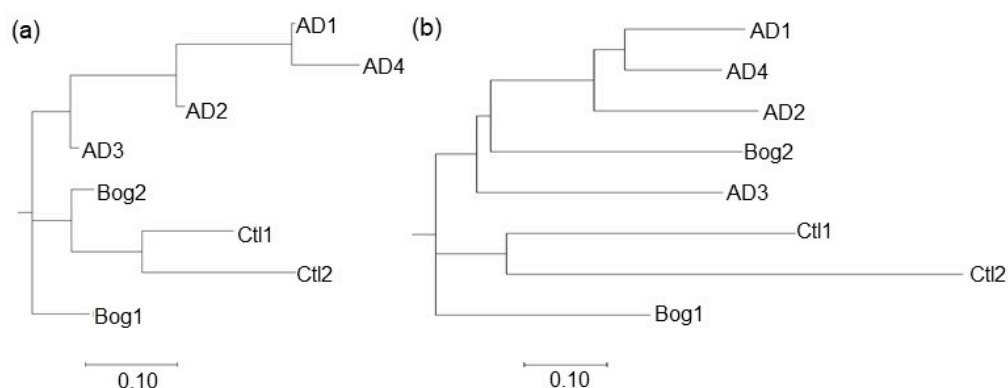 (a)
AD1
AD4
AD2
AD3
Bog2
Ctl1
Ctl2
Bog1
0.10
(b)
AD1
AD4
AD2
Bog2
AD3
Ctl1
Ctl2
Bog1
0.10